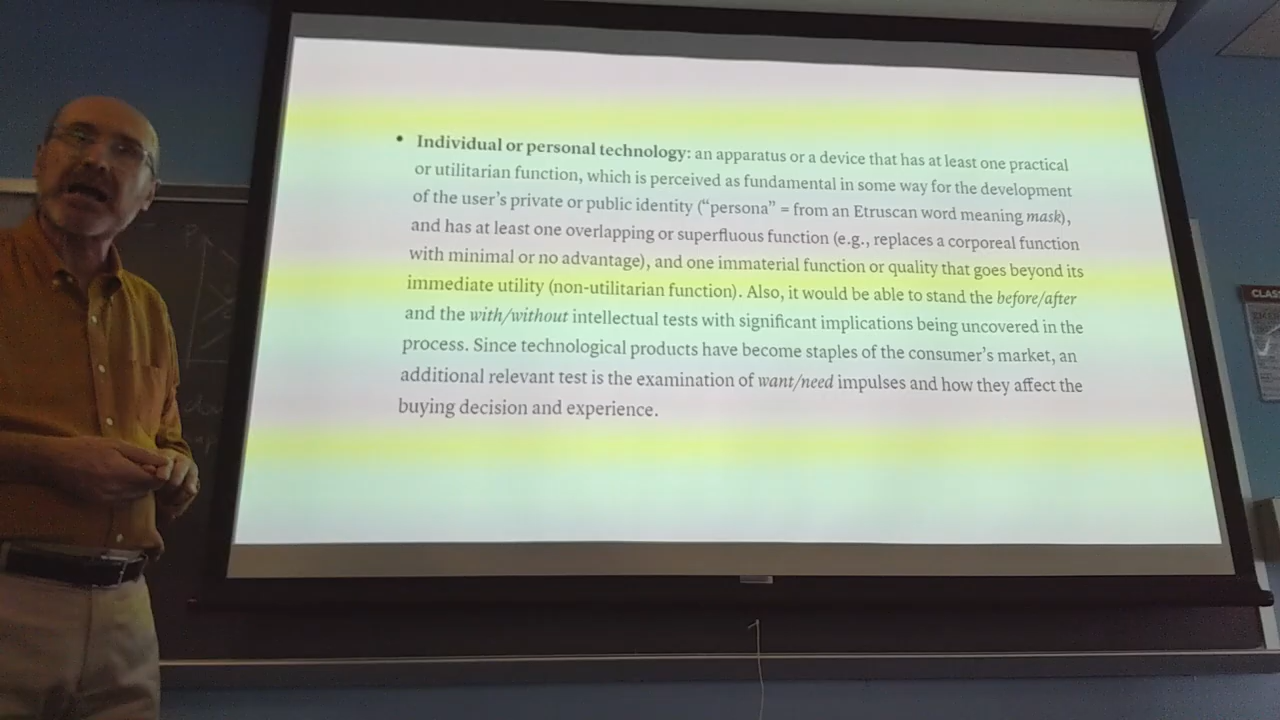 • Individual or personal technology: an apparatus or a device that has at least one practical
or utilitarian function, which is perceived as fundamental in some way for the development
of the user's private or public identity (“persona” = from an Etruscan word meaning mask),
and has at least one overlapping or superfluous function (e.g., replaces a corporeal function
with minimal or no advantage), and one immaterial function or quality that goes beyond its
immediate utility (non-utilitarian function). Also, it would be able to stand the before/after
and the with/without intellectual tests with significant implications being uncovered in the
process. Since technological products have become staples of the consumer's market, an
additional relevant test is the examination of want/need impulses and how they affect the
buying decision and experience.
CLAS